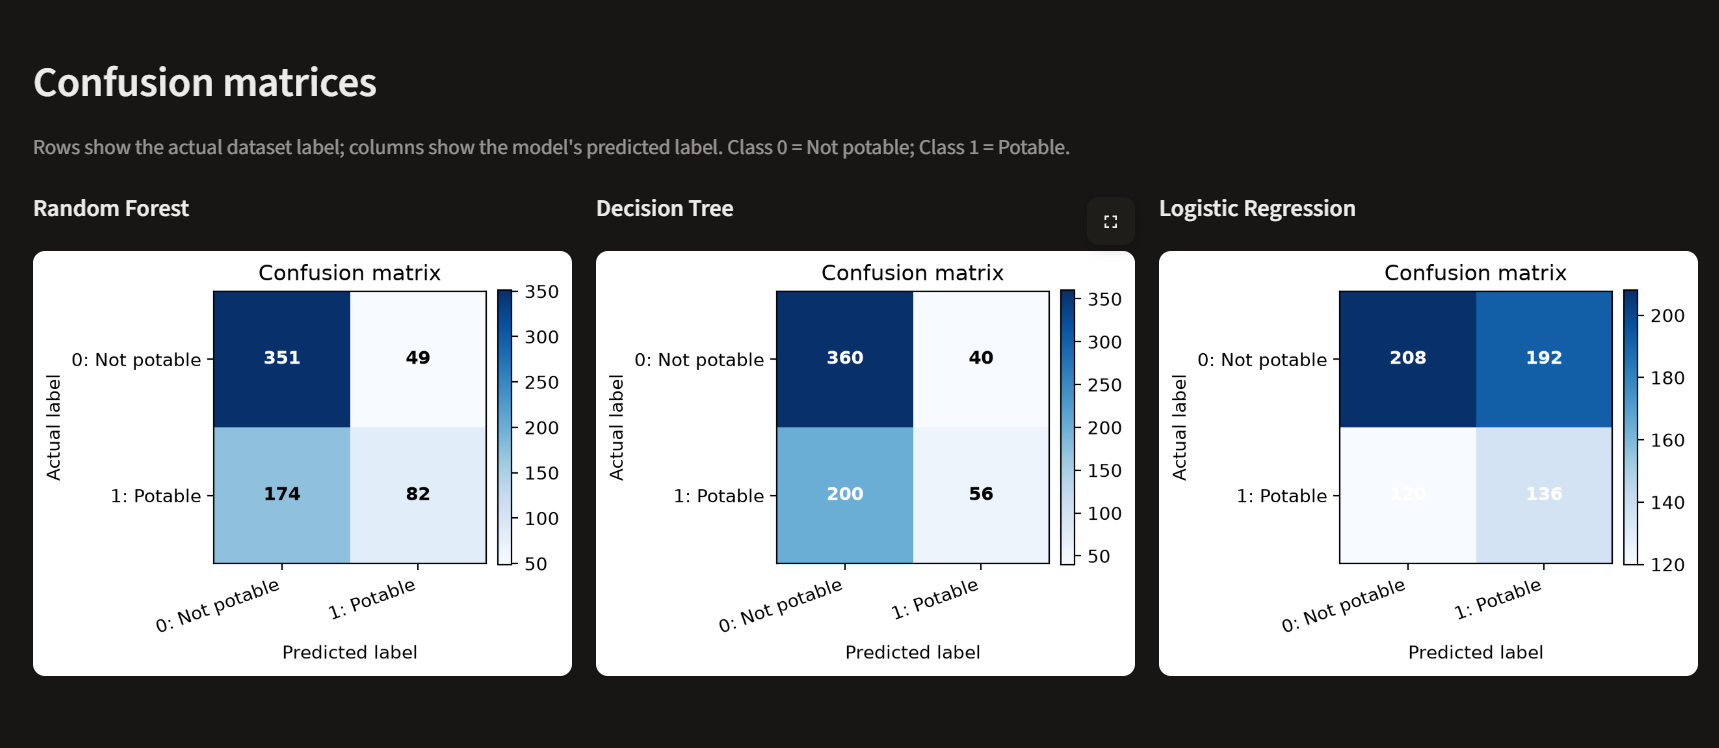 Confusion matrices
Rows show the actual dataset label; columns show the model's predicted label. Class 0 = Not potable; Class 1 = Potable.
Random Forest
Confusion matrix
Actual label
0: Not potable
1: Potable
351
49
174
82
0: Not potable
1: Potable
Predicted label
350
300
250
200
150
100
50
Decision Tree
Confusion matrix
Actual label
0: Not potable
1: Potable
360
40
200
56
0: Not potable
1: Potable
Predicted label
350
300
250
200
150
100
50
Logistic Regression
Confusion matrix
Actual label
0: Not potable
1: Potable
208
192
120
136
0: Not potable
1: Potable
Predicted label
200
180
160
140
120